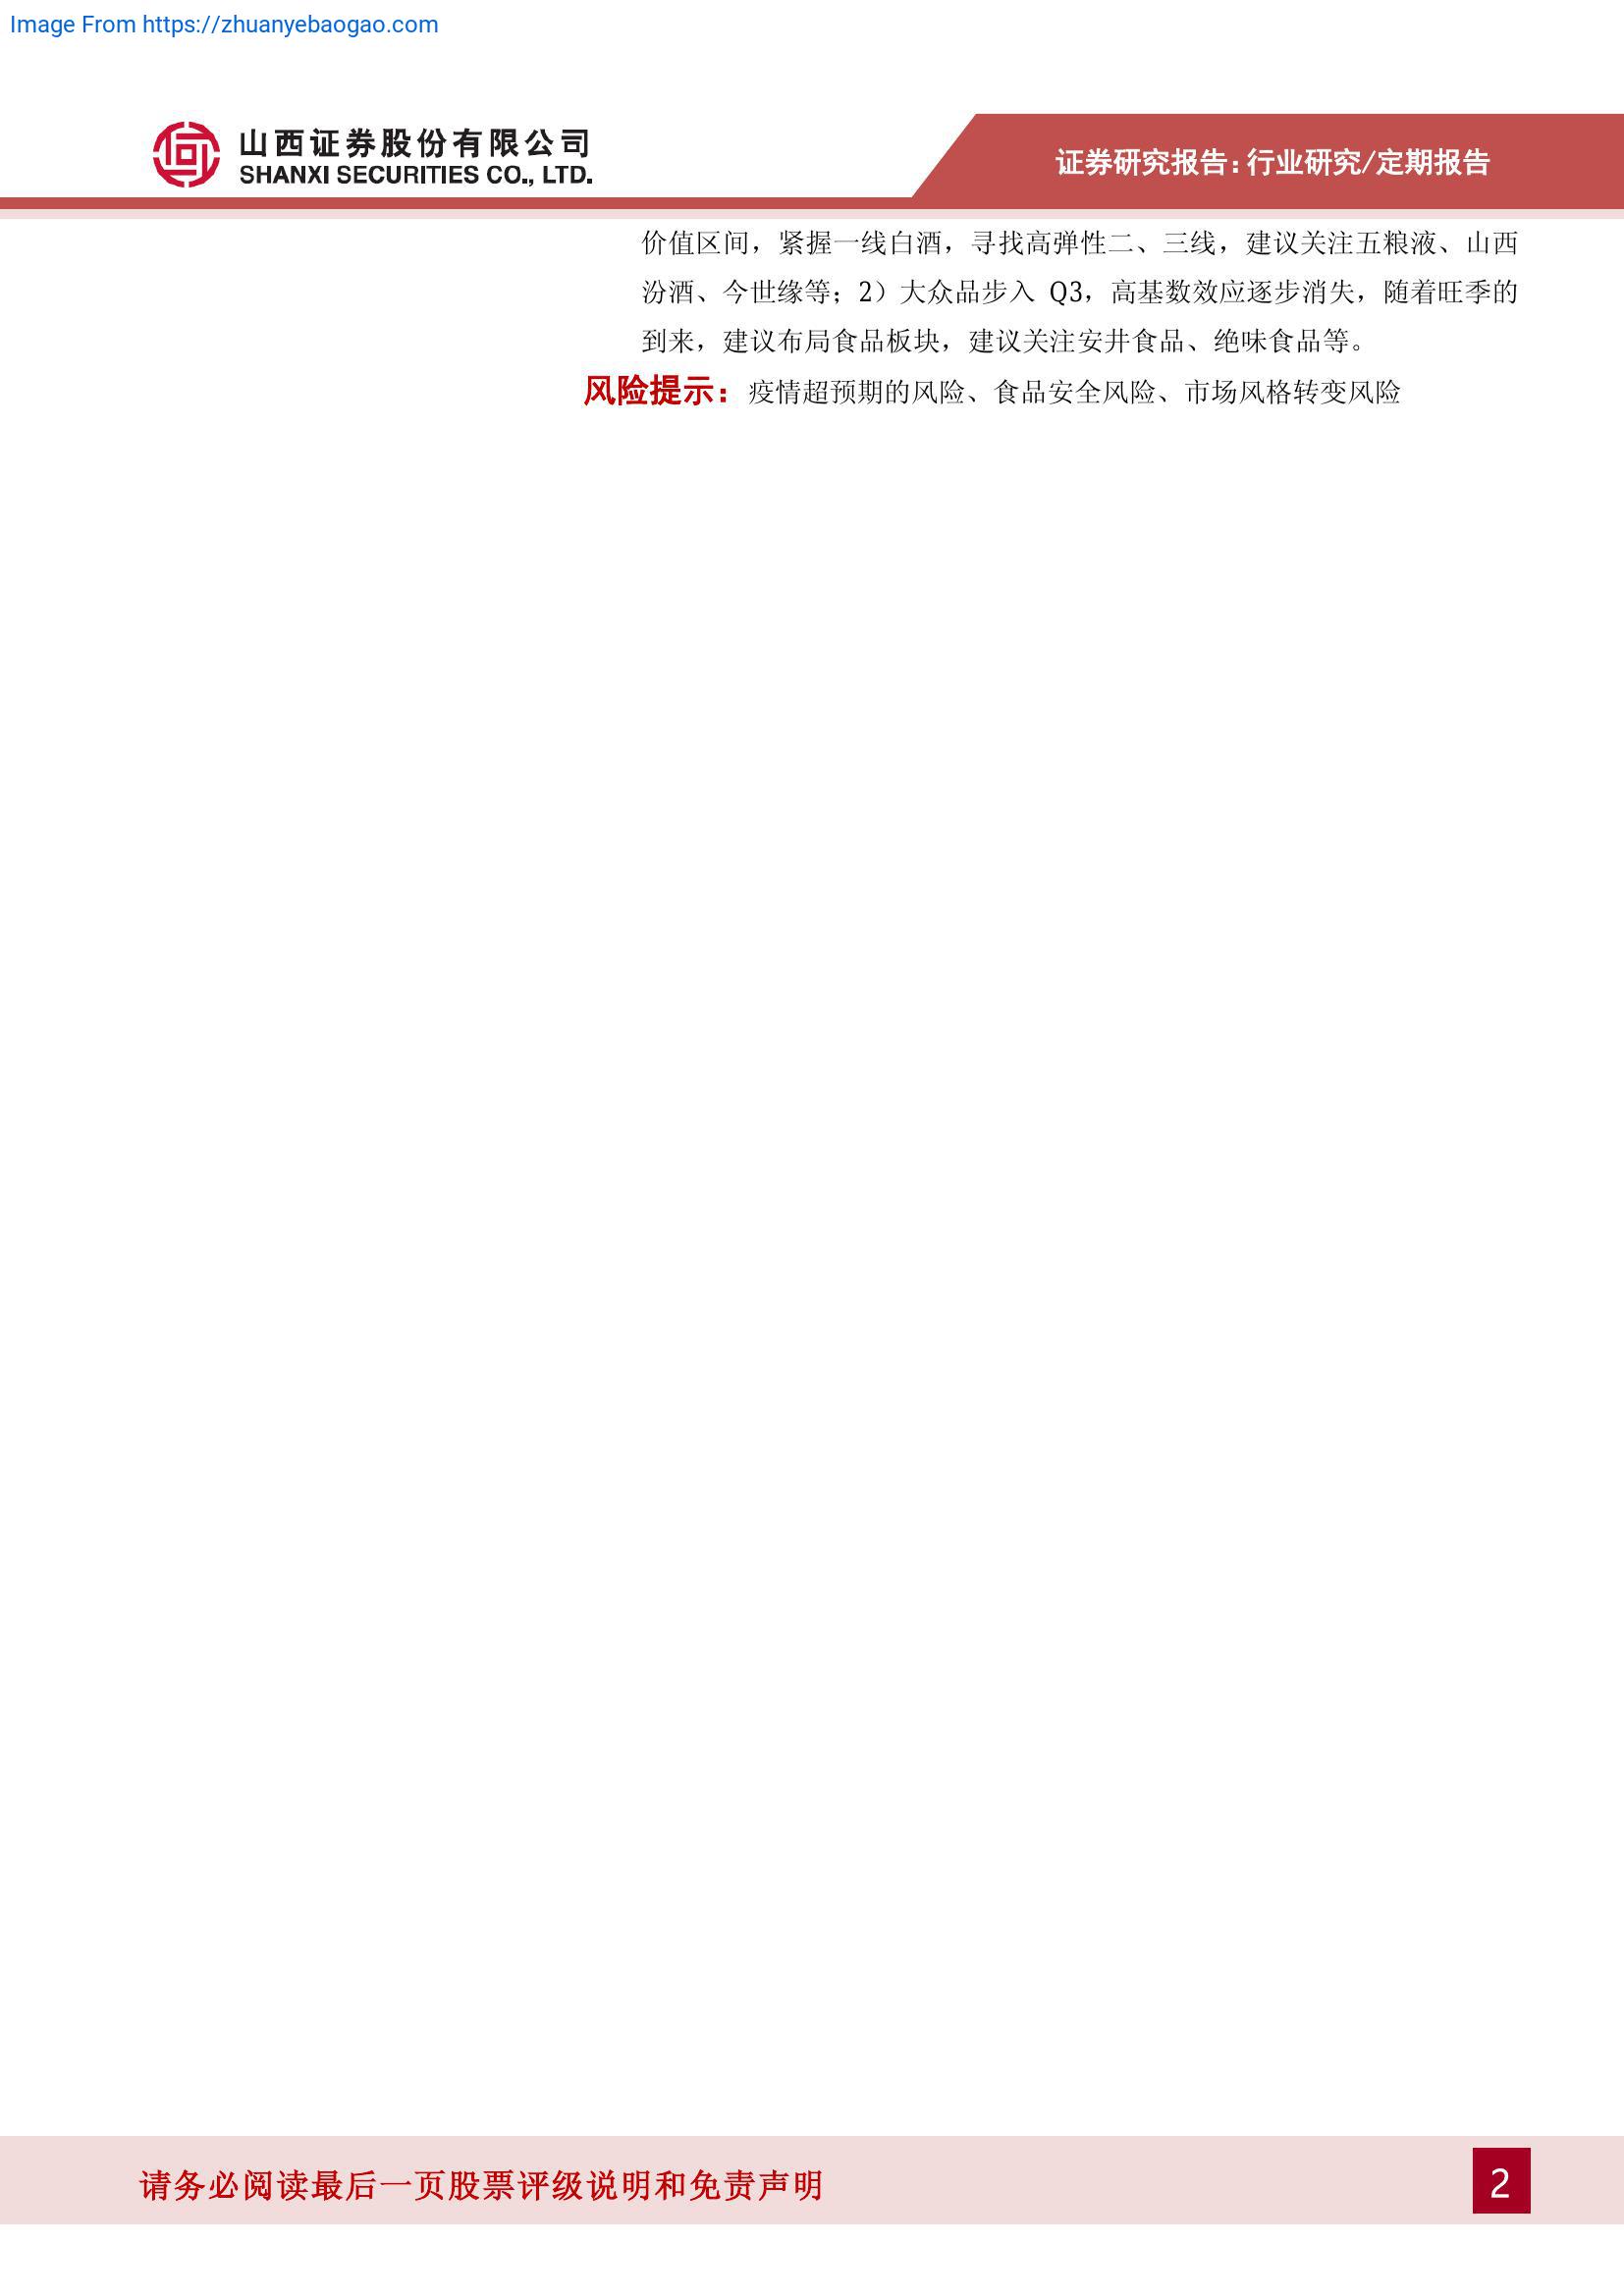 Image From https://zhuanyebaogao.com
山西证券股份有限公司
SHANXI SECURITIES CO., LTD.
证券研究报告：行业研究/定期报告
价值区间，紧握一线白酒，寻找高弹性二、三线，建议关注五粮液、山西
汾酒、今世缘等；2）大众品步入 Q3，高基数效应逐步消失，随着旺季的
到来，建议布局食品板块，建议关注安井食品、绝味食品等。
风险提示：疫情超预期的风险、食品安全风险、市场风格转变风险
请务必阅读最后一页股票评级说明和免责声明
2